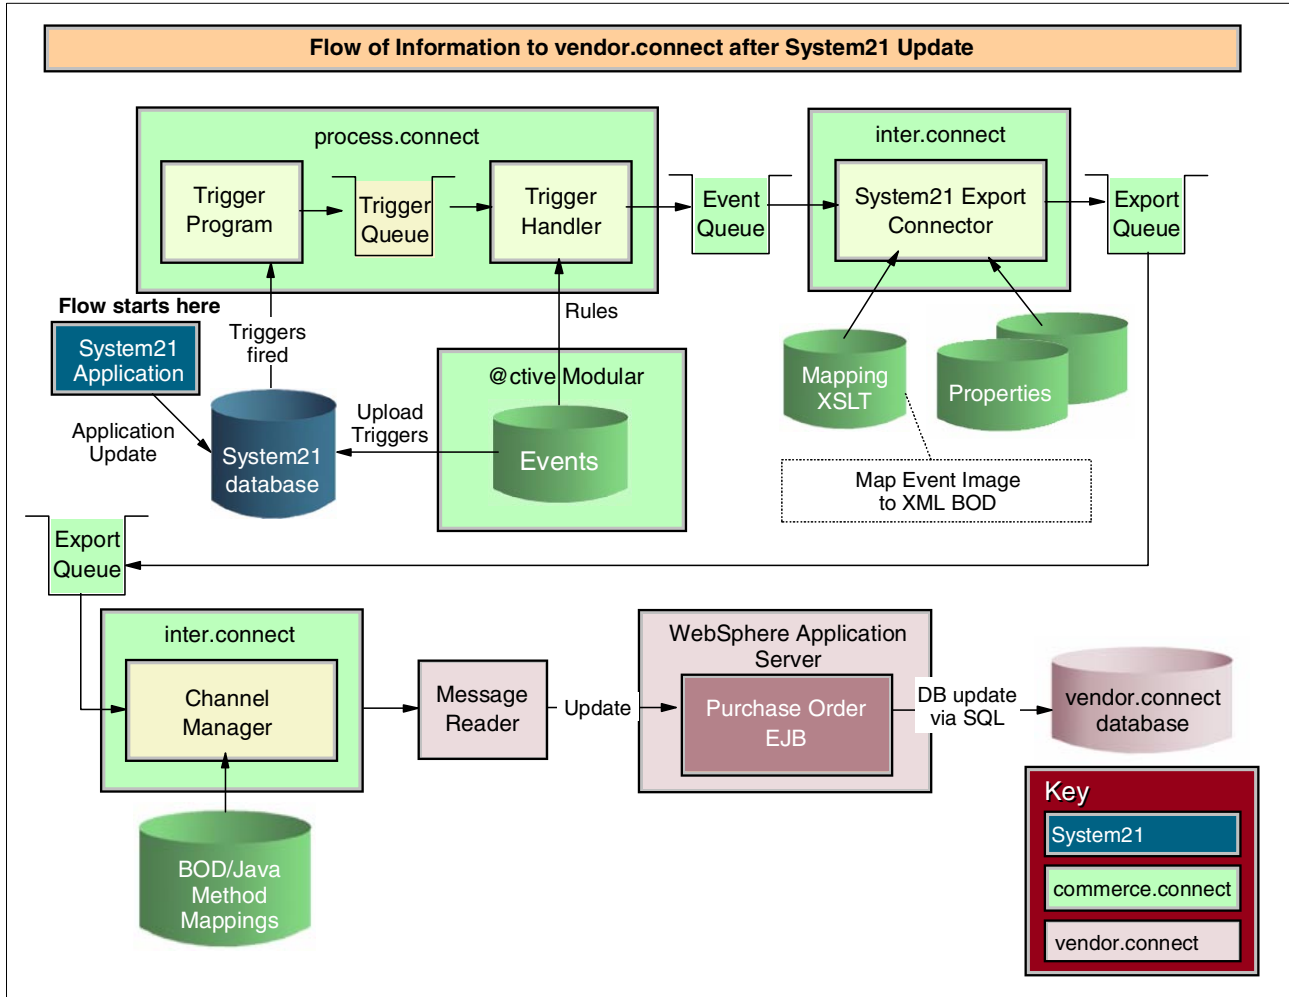 Flow of Information to vendor.connect after System21 Update
process.connect
Trigger
Program
Trigger
Queue
Trigger
Handler
Event
Queue
inter.connect
System21 Export
Connector
Export
Queue
Flow starts here
System21
Application
Triggers
fired
Rules
Application
Update
System21
database
Upload
Triggers
@ctive Modular
Events
Mapping
XSLT
Properties
Map Event Image
to XML BOD
Export
Queue
inter.connect
Channel
Manager
BOD/Java
Method
Mappings
Message
Reader
Update
WebSphere Application
Server
Purchase Order
EJB
DB update
via SQL
vendor.connect
database
Key
System21
commerce.connect
vendor.connect